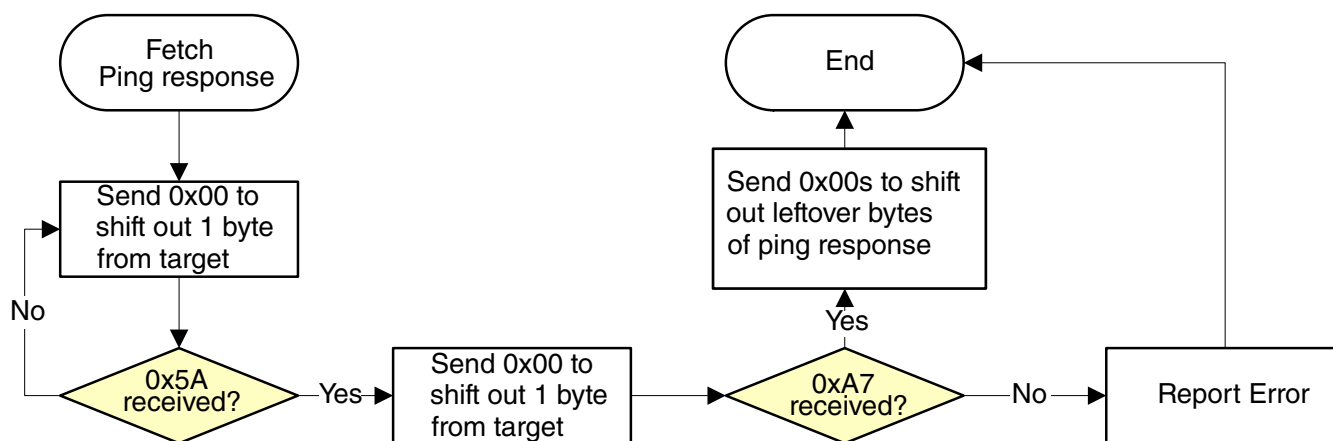 Fetch
Ping response
End
Send 0x00 to
shift out 1 byte
from target
Send 0x00s to shift
out leftover bytes
of ping response
No
Yes
0x5A
received?
Yes
Send 0x00 to
shift out 1 byte
from target
0xA7
received?
No
Report Error